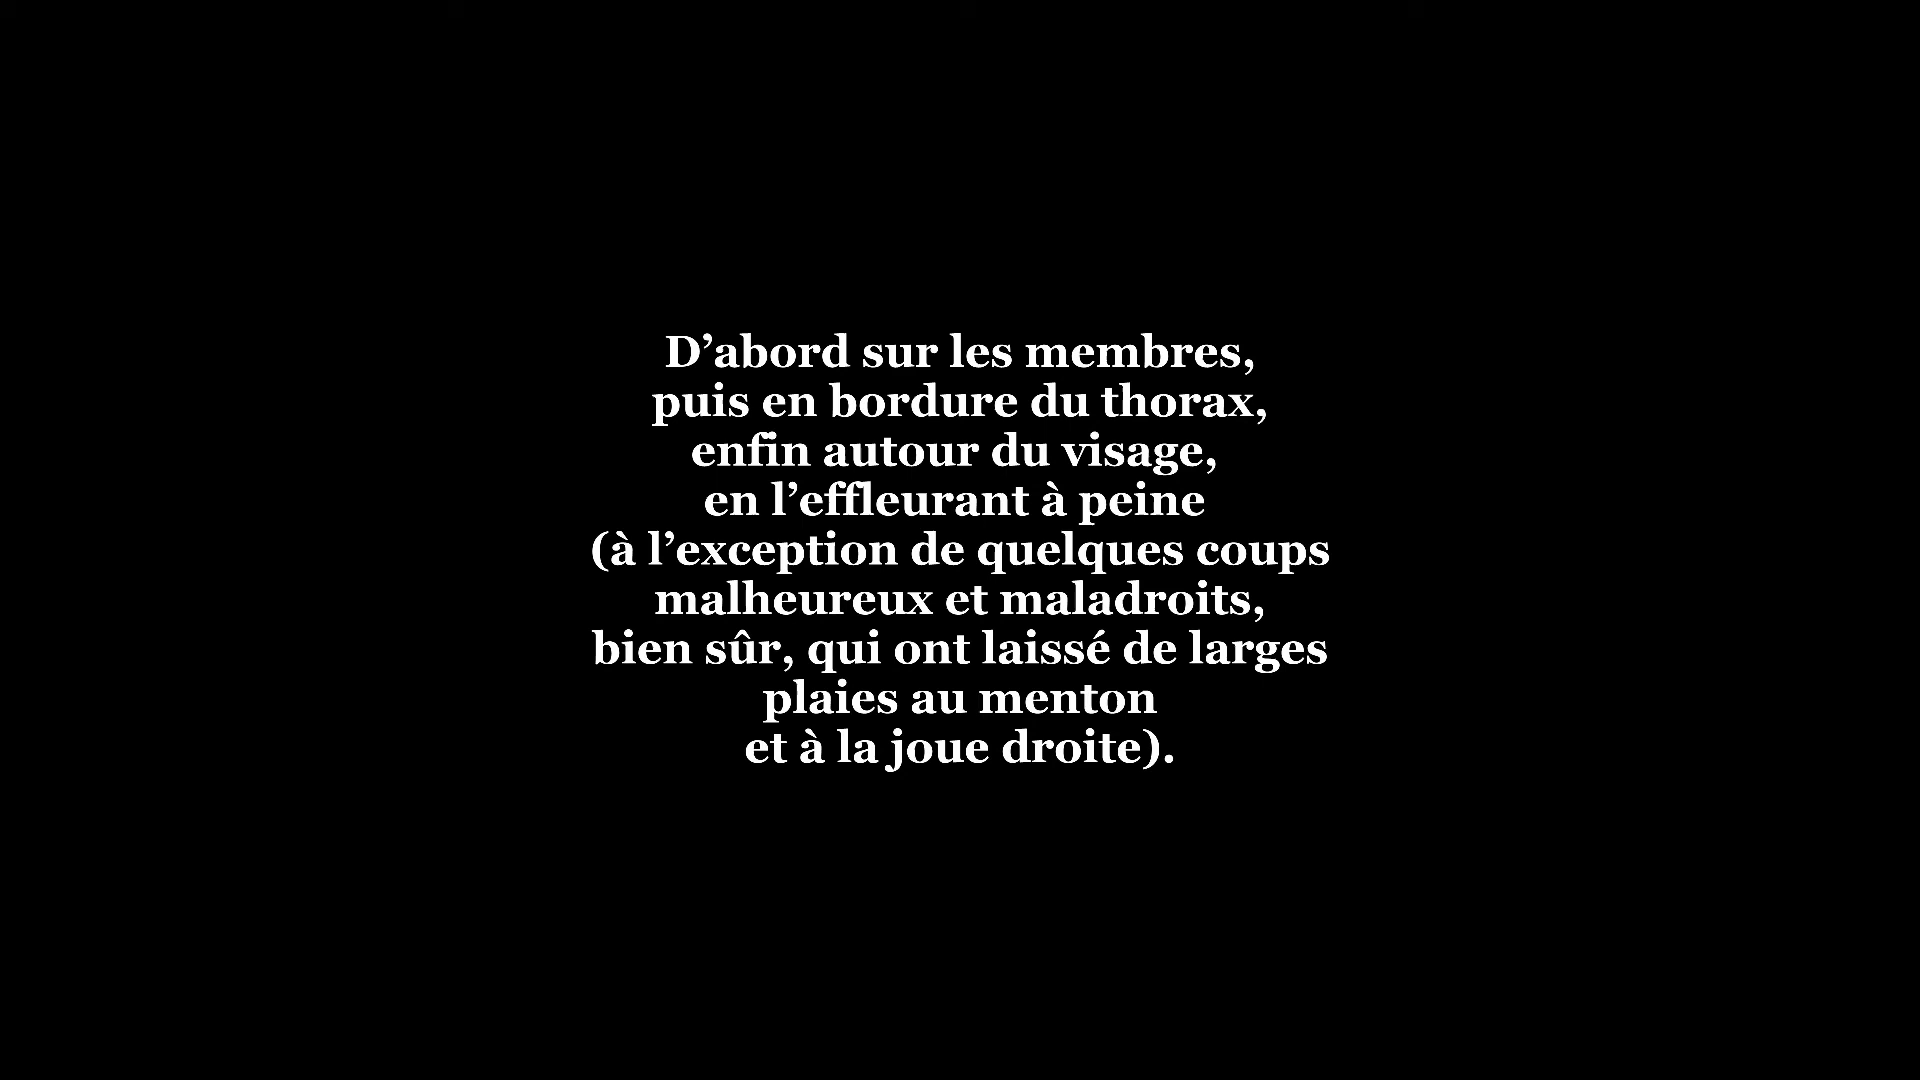 D’abord sur les membres,
puis en bordure du thorax,
enfin autour du visage,
en l’effleurant à peine
(à l’exception de quelques coups
malheureux et maladroits,
bien sûr, qui ont laissé de larges
plaies au menton
et à la joue droite).